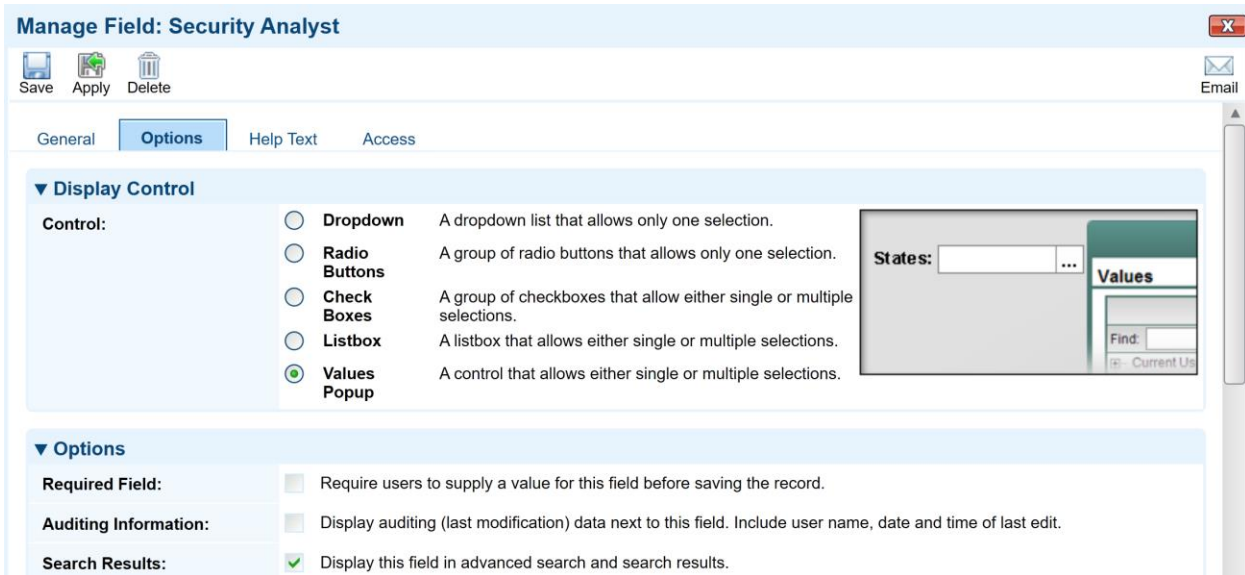 Manage Field: Security Analyst
X
Save Apply Delete Email
General Options Help Text Access
Display Control
Control: Dropdown A dropdown list that allows only one selection.
Radio Buttons A group of radio buttons that allows only one selection.
Check Boxes A group of checkboxes that allow either single or multiple selections.
Listbox A listbox that allows either single or multiple selections.
Values Popup A control that allows either single or multiple selections.
States: ...
Values
Find:
Current Us
Options
Required Field: Require users to supply a value for this field before saving the record.
Auditing Information: Display auditing (last modification) data next to this field. Include user name, date and time of last edit.
Search Results: Display this field in advanced search and search results.